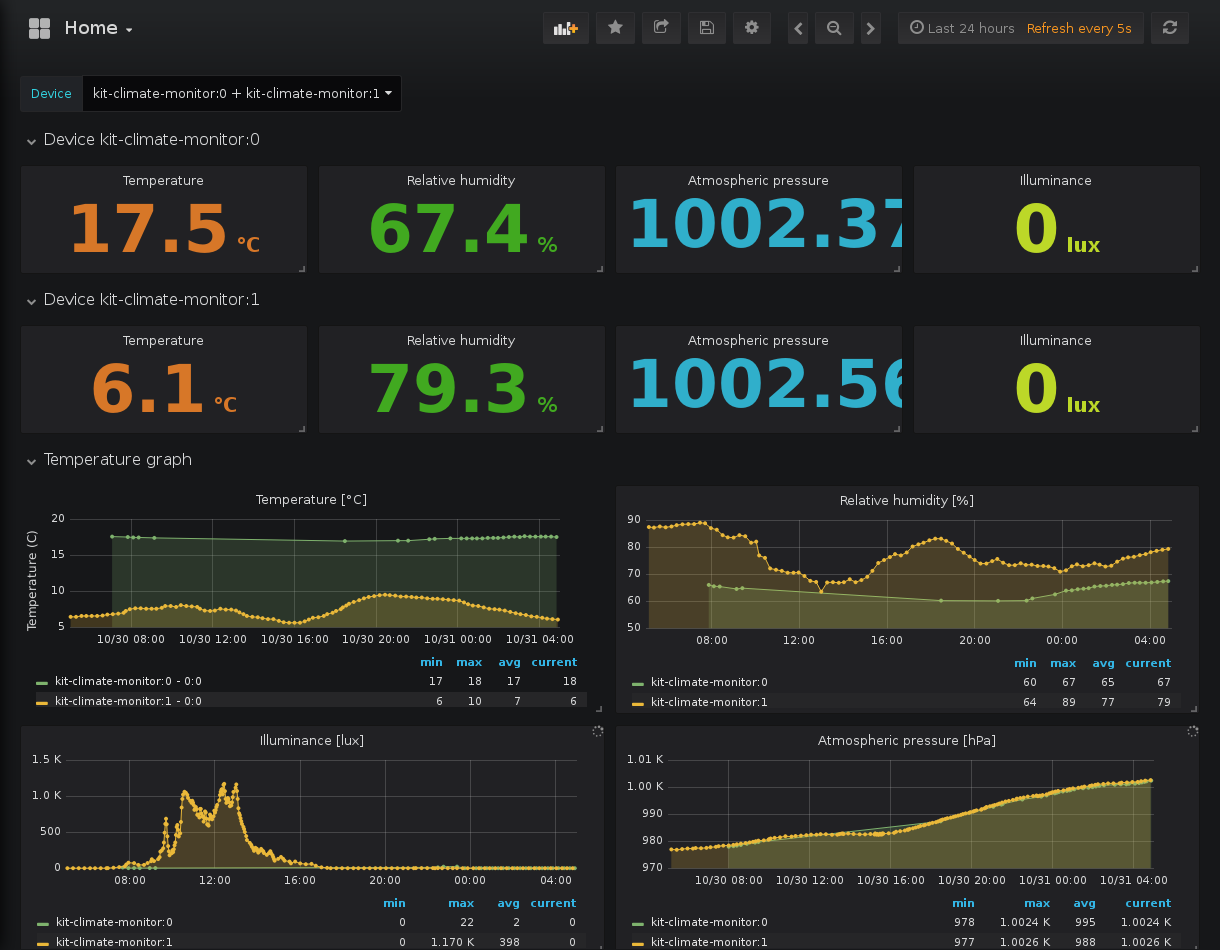 Home
Last 24 hours Refresh every 5s
Device kit-climate-monitor:0 + kit-climate-monitor:1
Device kit-climate-monitor:0
Temperature Relative humidity Atmospheric pressure Illuminance
17.5 °C 67.4 % 1002.37 0 lux
Device kit-climate-monitor:1
Temperature Relative humidity Atmospheric pressure Illuminance
6.1 °C 79.3 % 1002.56 0 lux
Temperature graph
Temperature [°C]
Temperature (C)
20
15
10
5
10/30 08:00 10/30 12:00 10/30 16:00 10/30 20:00 10/31 00:00 10/31 04:00
min max avg current
kit-climate-monitor:0 - 0:0 17 18 17 18
kit-climate-monitor:1 - 0:0 6 10 7 6
Relative humidity [%]
90
80
70
60
50
08:00 12:00 16:00 20:00 00:00 04:00
min max avg current
kit-climate-monitor:0 60 67 65 67
kit-climate-monitor:1 64 89 77 79
Illuminance [lux]
1.5 K
1.0 K
500
0
08:00 12:00 16:00 20:00 00:00 04:00
min max avg current
kit-climate-monitor:0 0 22 2 0
kit-climate-monitor:1 0 1.170 K 398 0
Atmospheric pressure [hPa]
1.01 K
1.00 K
990
980
970
10/30 08:00 10/30 12:00 10/30 16:00 10/30 20:00 10/31 00:00 10/31 04:00
min max avg current
kit-climate-monitor:0 978 1.0024 K 995 1.0024 K
kit-climate-monitor:1 977 1.0026 K 988 1.0026 K